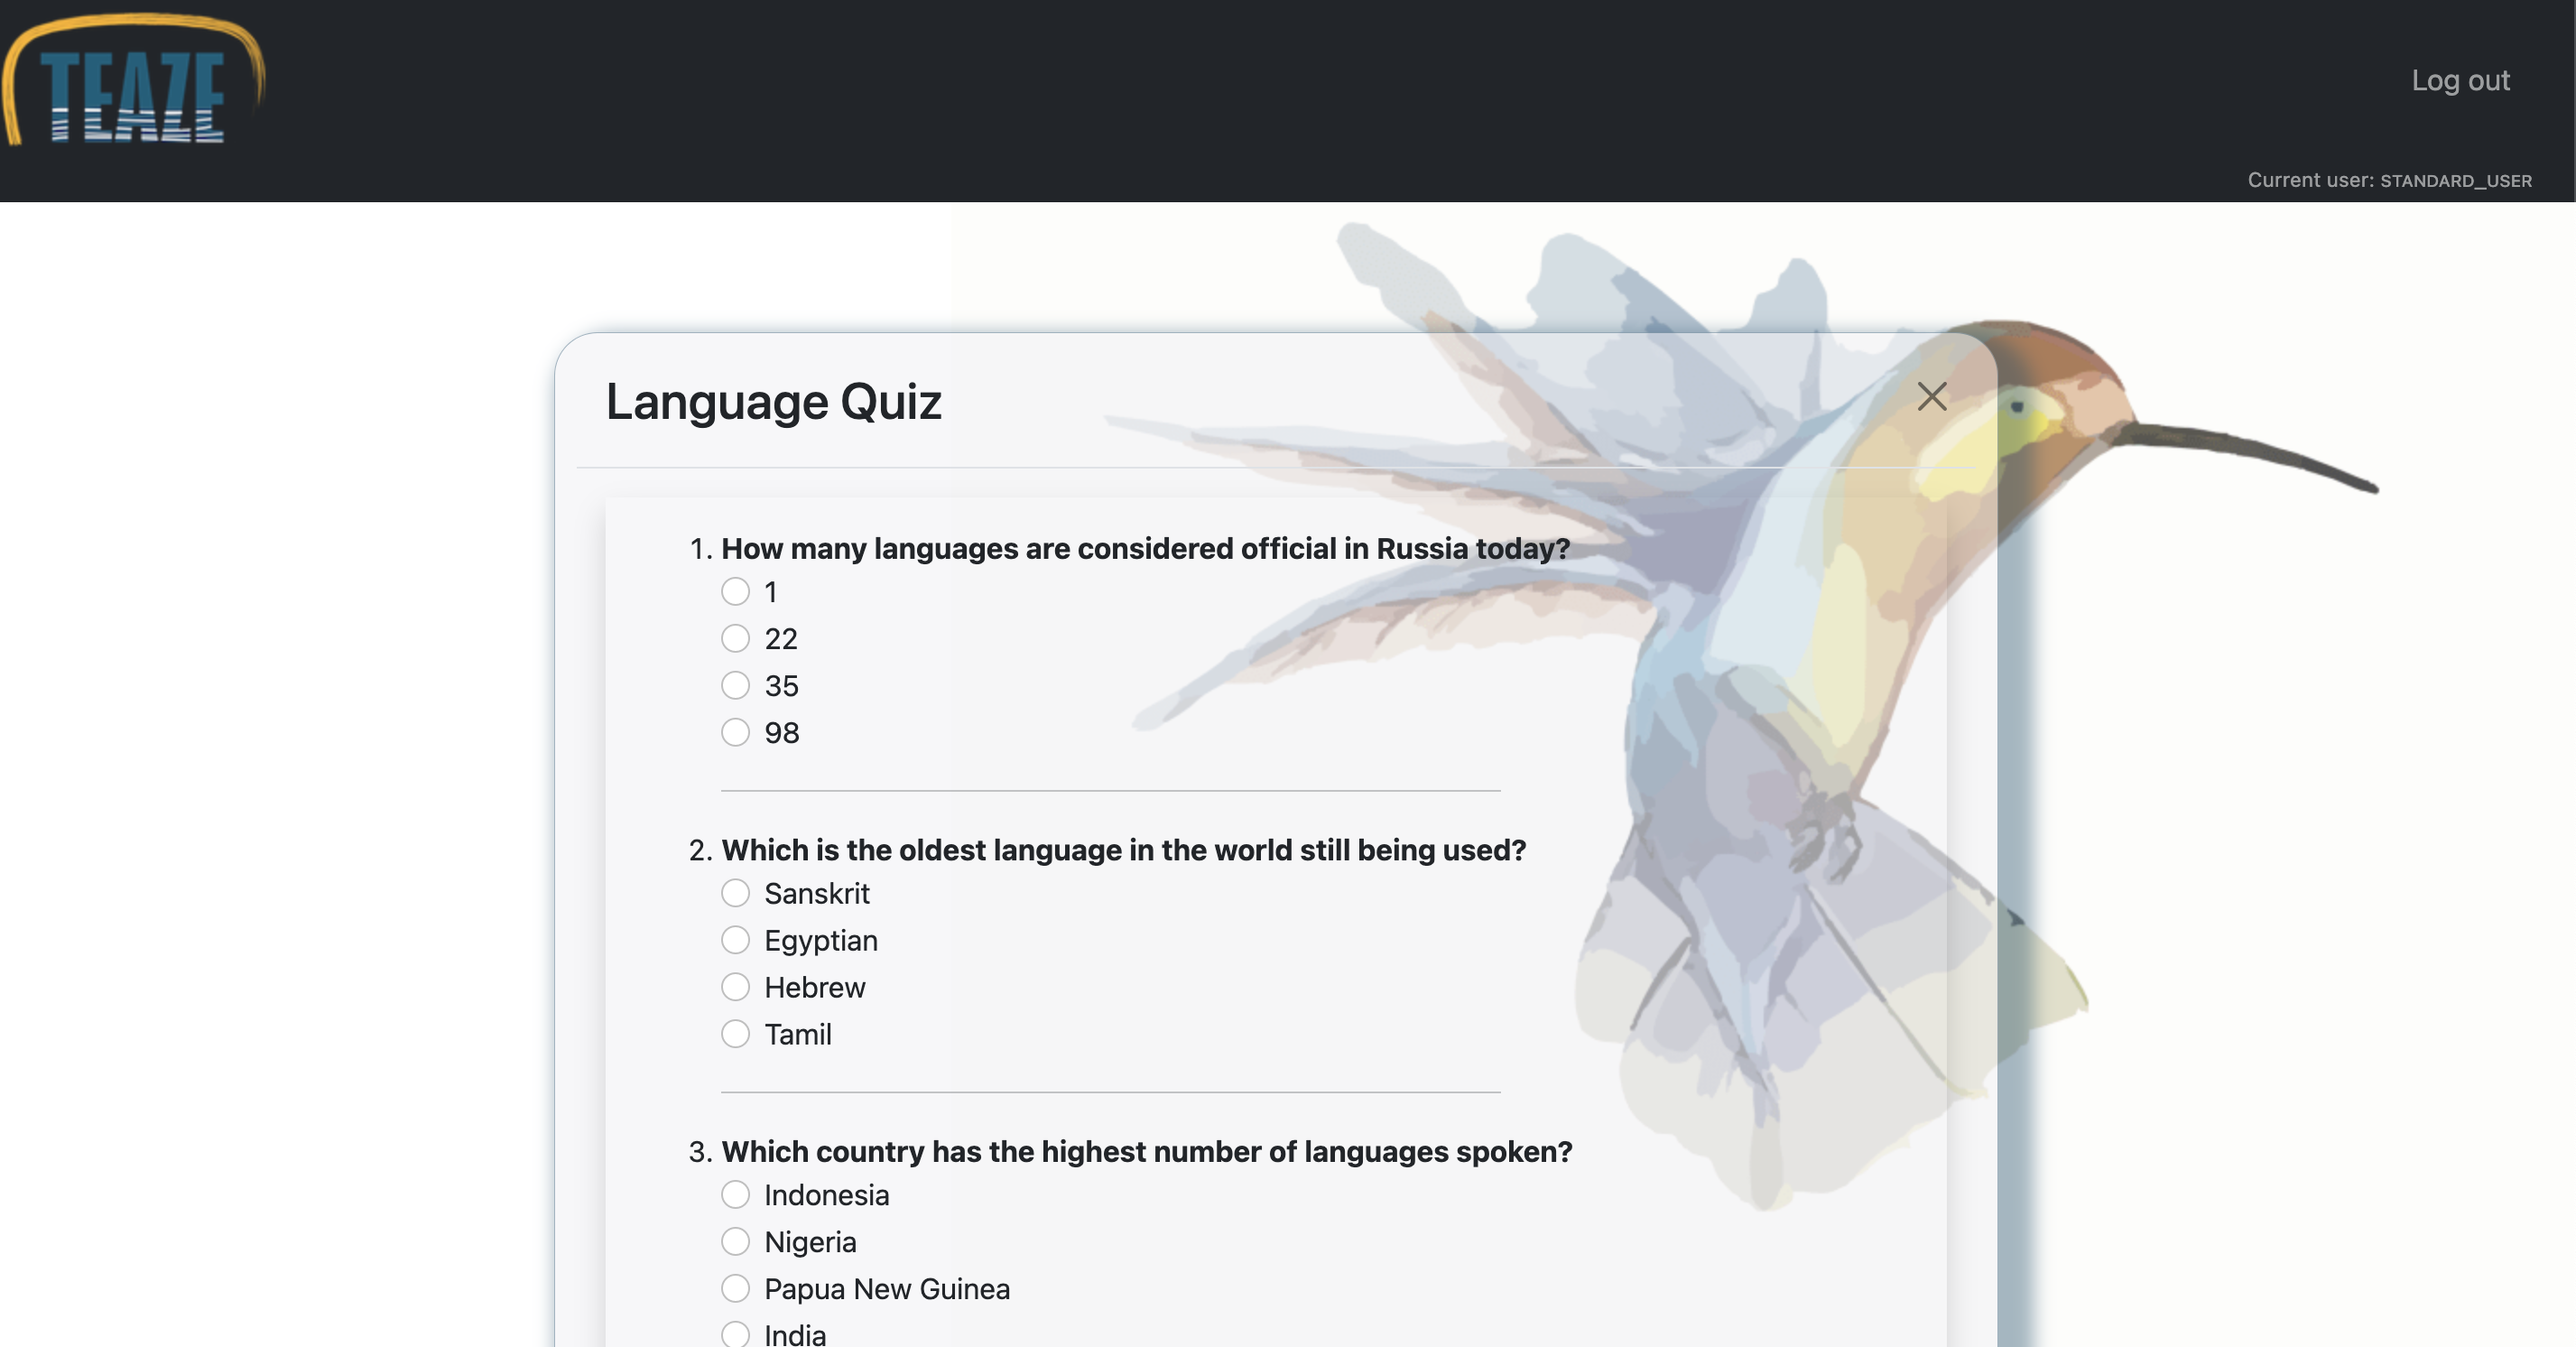 TEAZE
Log out
Current user: STANDARD_USER
Language Quiz
1. How many languages are considered official in Russia today?
1
22
35
98
2. Which is the oldest language in the world still being used?
Sanskrit
Egyptian
Hebrew
Tamil
3. Which country has the highest number of languages spoken?
Indonesia
Nigeria
Papua New Guinea
India